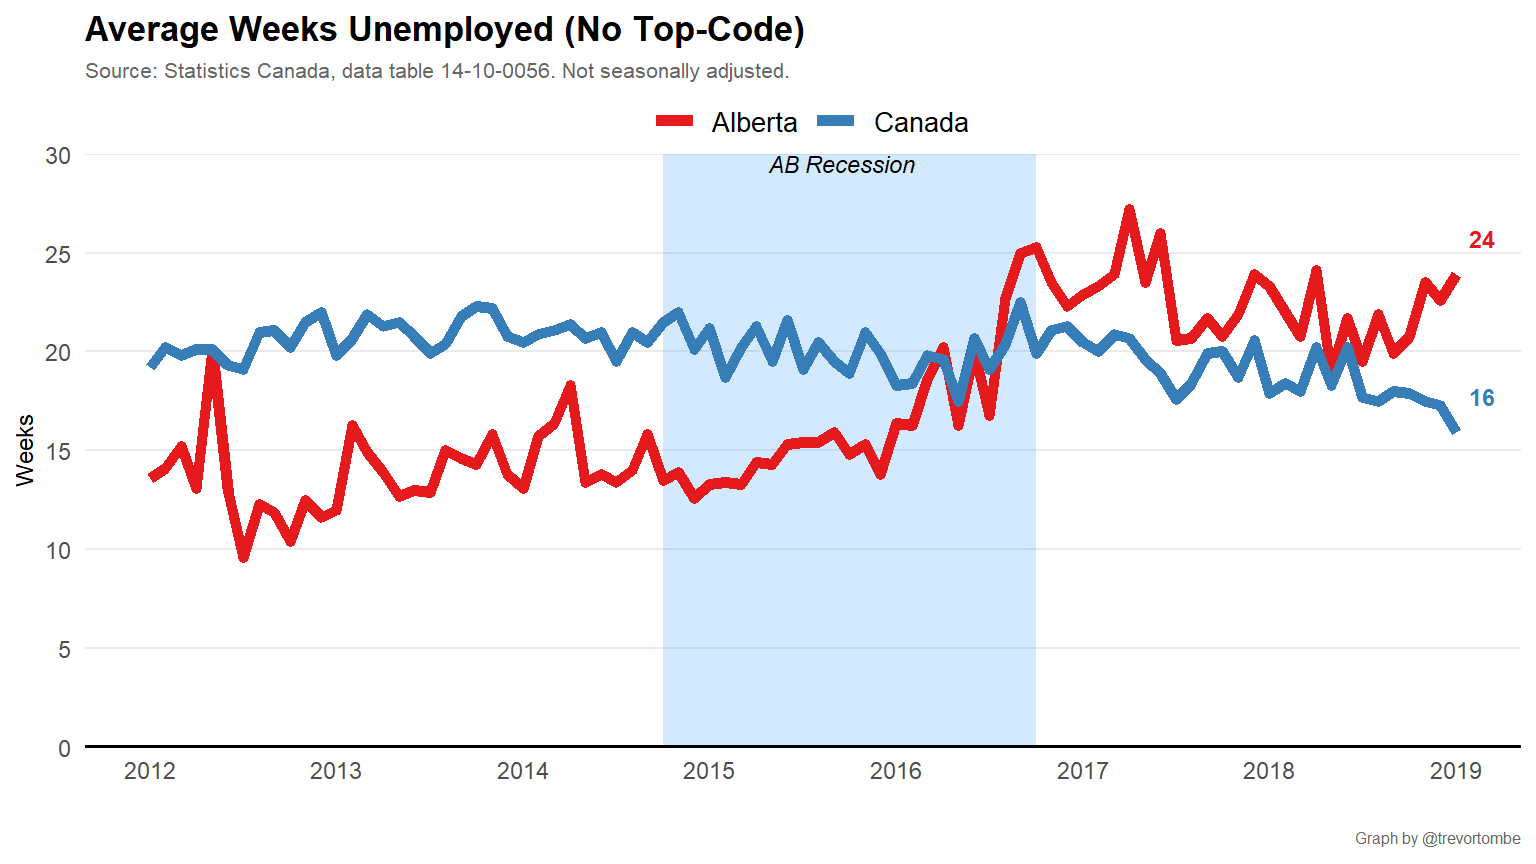 Average Weeks Unemployed (No Top-Code)
Source: Statistics Canada, data table 14-10-0056. Not seasonally adjusted.
Alberta Canada
30
AB Recession
25
24
20
16
15
Weeks
10
5
0
2012 2013 2014 2015 2016 2017 2018 2019
Graph by @trevortombe